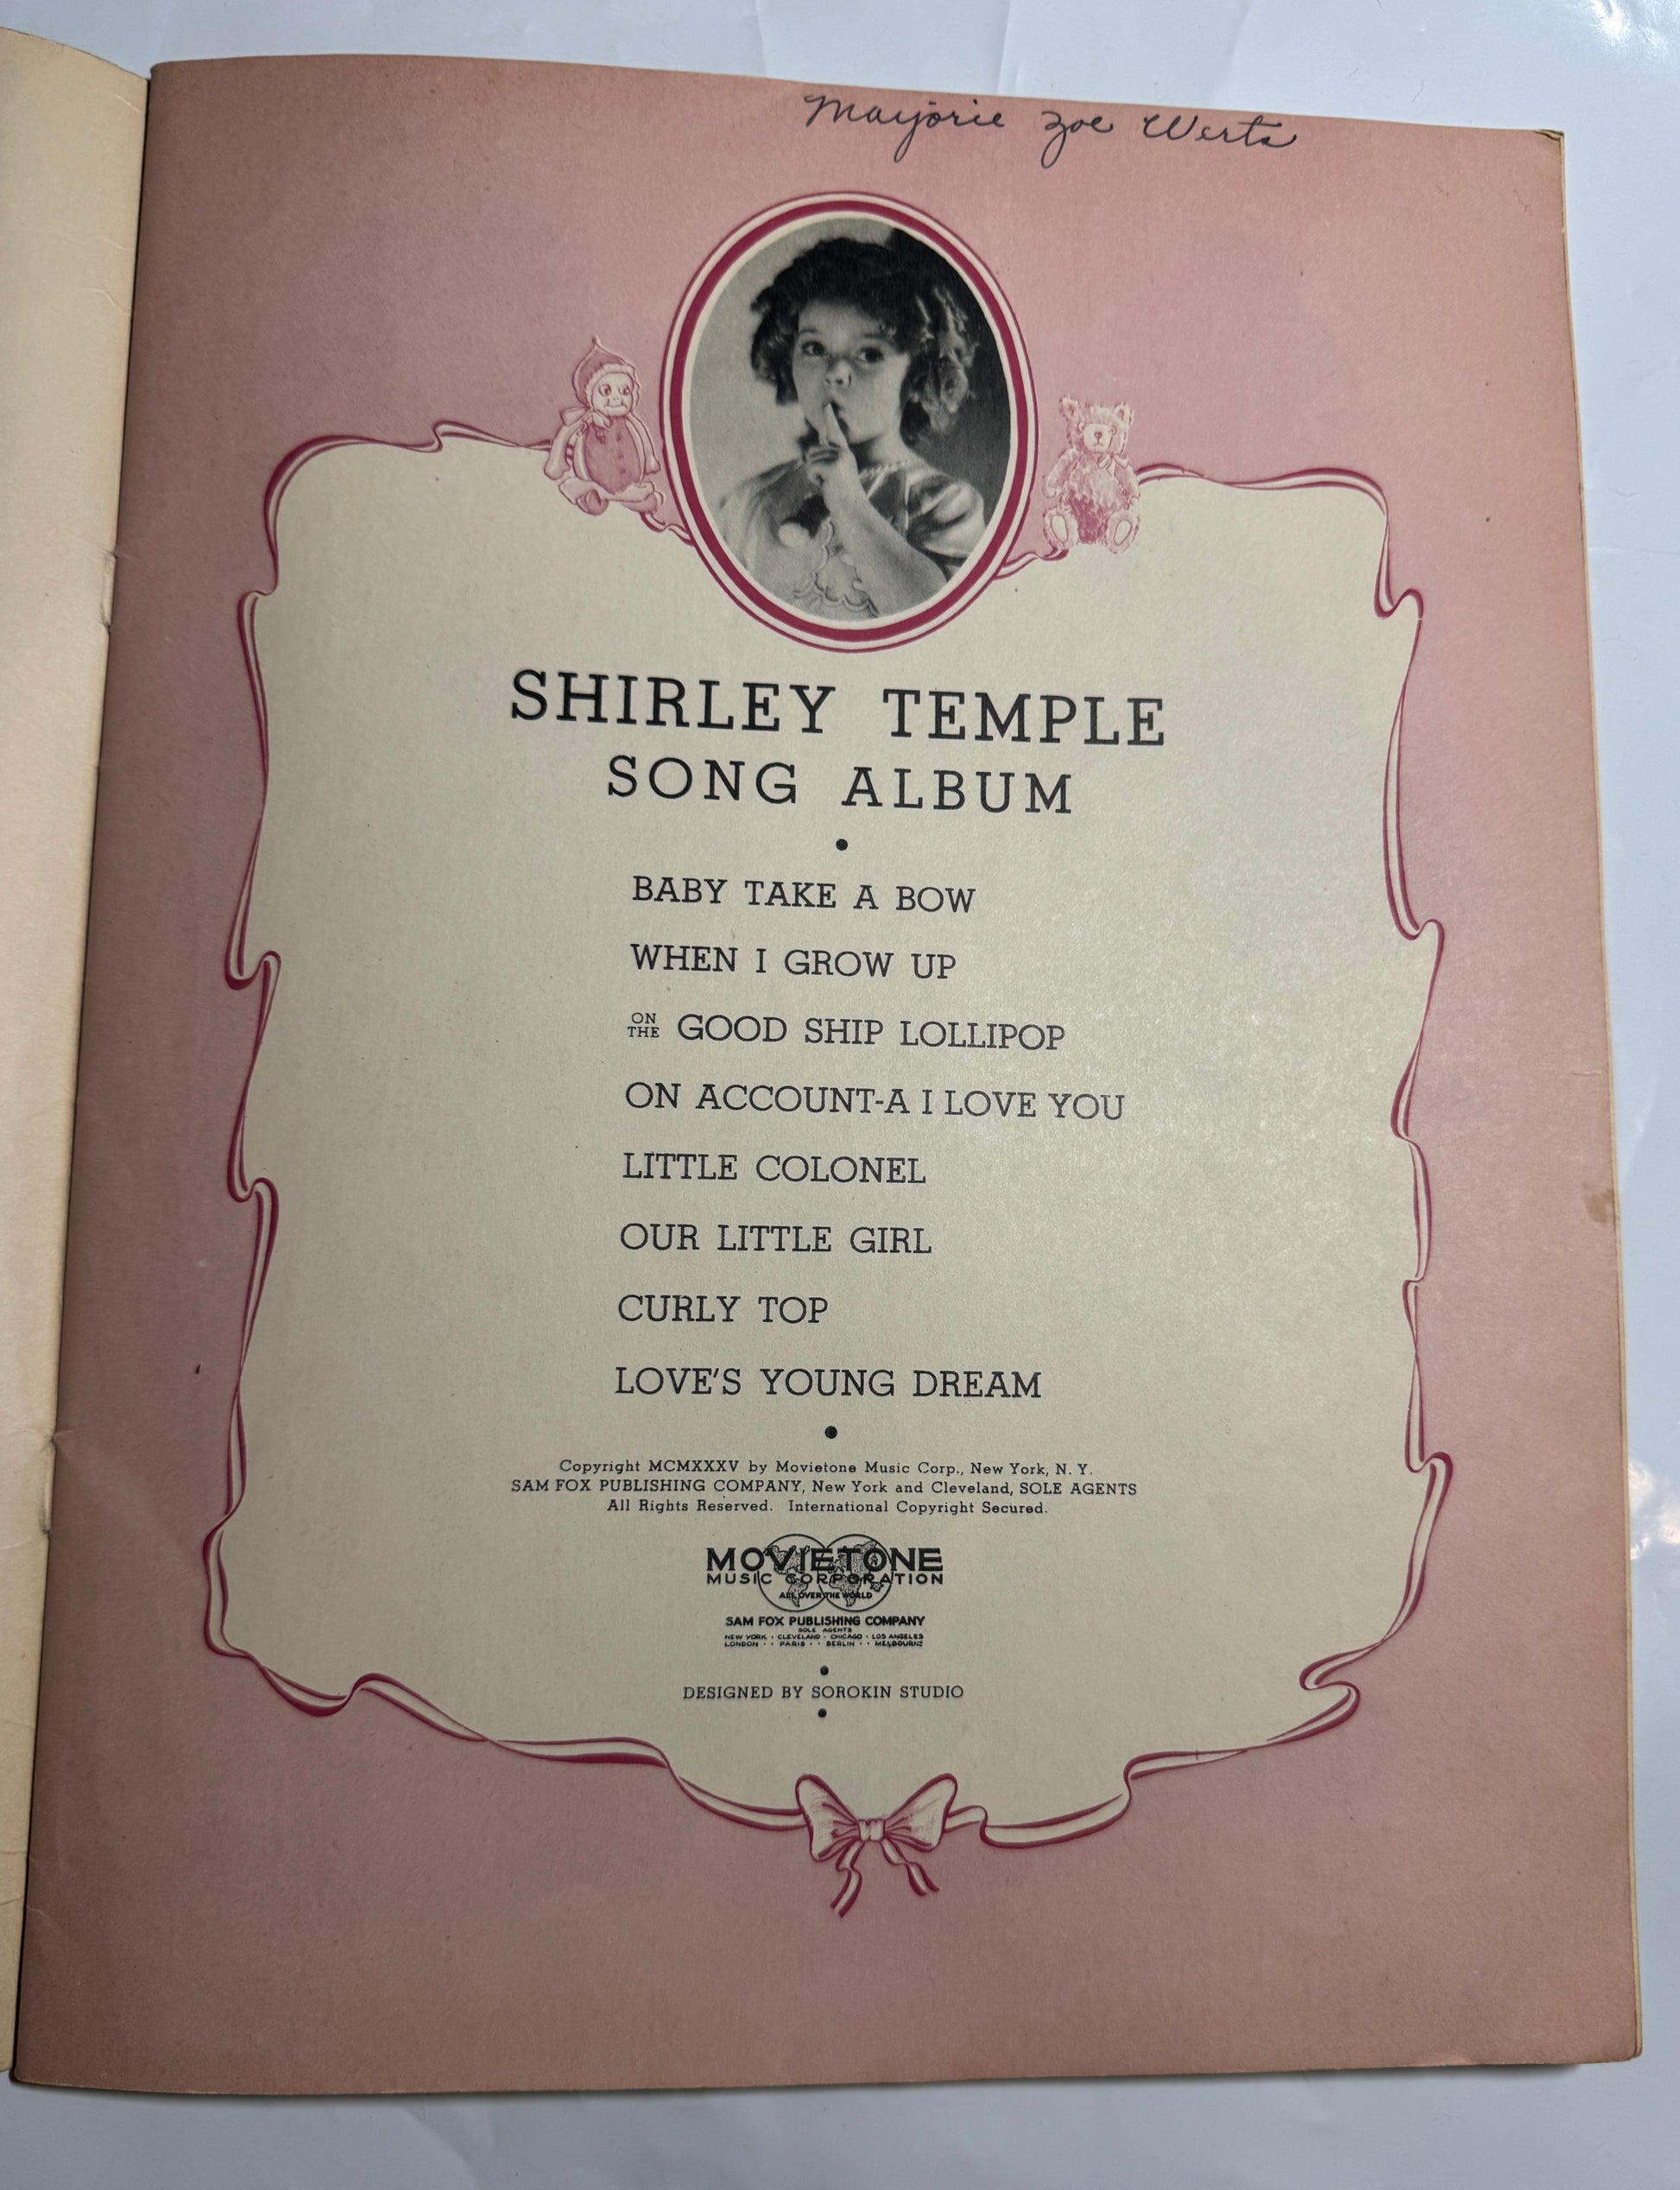 Marjorie Zoe Werts
SHIRLEY TEMPLE
SONG ALBUM
BABY TAKE A BOW
WHEN I GROW UP
ON THE GOOD SHIP LOLLIPOP
ON ACCOUNT-A I LOVE YOU
LITTLE COLONEL
OUR LITTLE GIRL
CURLY TOP
LOVE'S YOUNG DREAM
Copyright MCMXXXV by Movietone Music Corp., New York, N. Y.
SAM FOX PUBLISHING COMPANY, New York and Cleveland, SOLE AGENTS
All Rights Reserved. International Copyright Secured.
MOVIETONE
MUSIC CORPORATION
ALL OVER THE WORLD
SAM FOX PUBLISHING COMPANY
SOLE AGENTS
NEW YORK · CLEVELAND · CHICAGO · LOS ANGELES
LONDON · · PARIS · · BERLIN · · MELBOURNE
DESIGNED BY SOROKIN STUDIO